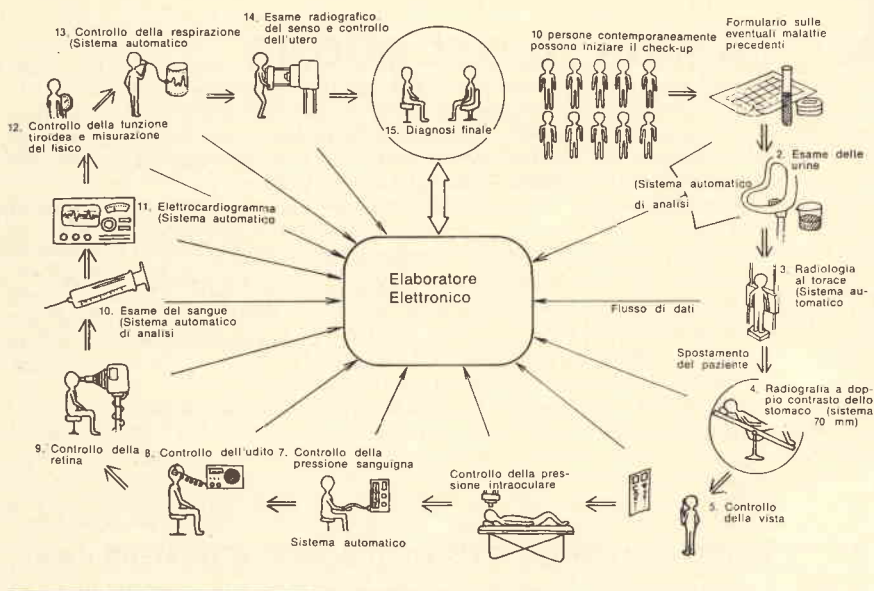 10 persone contemporaneamente
possono iniziare il check-up
Formulario sulle
eventuali malattie
precedenti
2. Esame delle
urine
(Sistema automatico
di analisi
3. Radiologia
al torace
(Sistema au-
tomatico
Flusso di dati
Spostamento
del paziente
4. Radiografia a dop-
pio contrasto dello
stomaco (sistema
70 mm)
5. Controllo
della vista
Controllo della pres-
sione intraoculare
7. Controllo
della
pressione sanguigna
Sistema automatico
8. Controllo dell'udito
9. Controllo della
retina
10. Esame del sangue
(Sistema automatico
di analisi
11. Elettrocardiogramma
(Sistema automatico
12. Controllo della funzione
tiroidea e misurazione
del fisico
13. Controllo della respirazione
(Sistema automatico
14. Esame radiografico
del senso e controllo
dell'utero
15. Diagnosi finale
Elaboratore
Elettronico